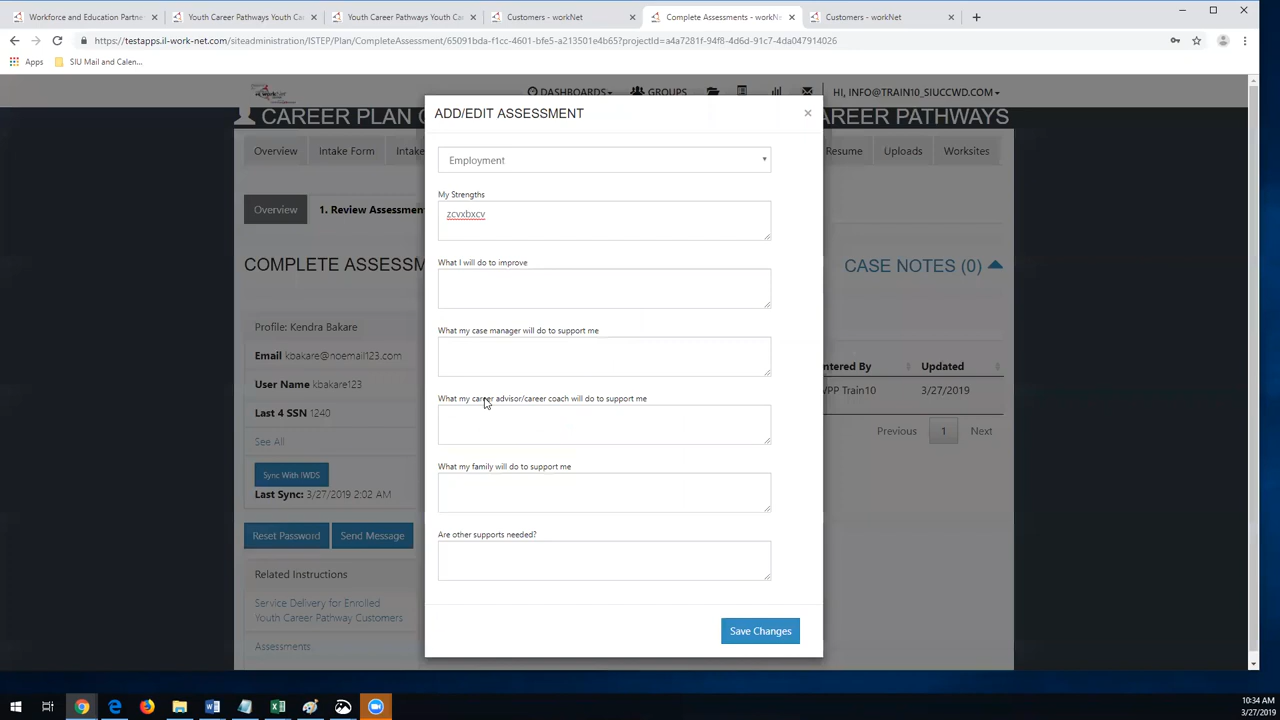 Workforce and Education Partne
Youth Career Pathways Youth Ca
Youth Career Pathways Youth Ca
Customers - workNet
Complete Assessments - workN
Customers - workNet
https://testapps.il-work-net.com/siteadministration/ISTEP/Plan/CompleteAssessment/65091bda-f1cc-4601-bfe5-a213501e4b65?projectId=a4a7281f-94f8-4d6d-91c7-4da047914026
Apps
SIU Mail and Calen...
DASHBOARDS
GROUPS
HI, INFO@TRAIN10_SIUCCWD.COM
CAREER PLAN
AREER PATHWAYS
ADD/EDIT ASSESSMENT
×
Overview
Intake Form
Intake
Resume
Uploads
Worksites
Employment
My Strengths
zcvxbxcv
Overview
1. Review Assessmen
What I will do to improve
COMPLETE ASSESSM
CASE NOTES (0)
Profile: Kendra Bakare
What my case manager will do to support me
Email kbakare@noemail123.com
User Name kbakare123
ntered By
Updated
VPP Train10
3/27/2019
Last 4 SSN 1240
What my career advisor/career coach will do to support me
See All
Previous
1
Next
Sync With IWDS
Last Sync: 3/27/2019 2:02 AM
What my family will do to support me
Reset Password
Send Message
Are other supports needed?
Related Instructions
Service Delivery for Enrolled
Youth Career Pathway Customers
Assessments
Save Changes
10:34 AM
3/27/2019